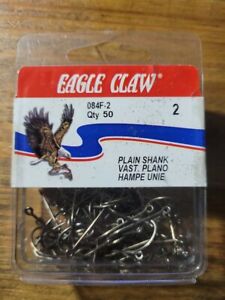 EAGLE CLAW®
084F-2
Qty 50
2
PLAIN SHANK
VAST. PLANO
HAMPE UNIE